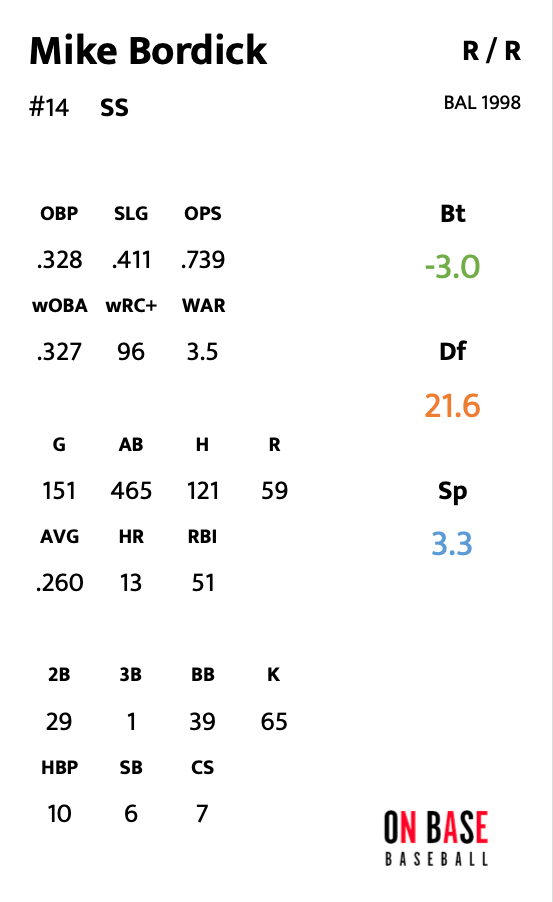 Mike Bordick R / R
#14 SS BAL 1998
OBP SLG OPS Bt
.328 .411 .739 -3.0
wOBA wRC+ WAR
.327 96 3.5 Df
21.6
G AB H R
151 465 121 59 Sp
AVG HR RBI 3.3
.260 13 51
2B 3B BB K
29 1 39 65
HBP SB CS
10 6 7
ON BASE
BASEBALL